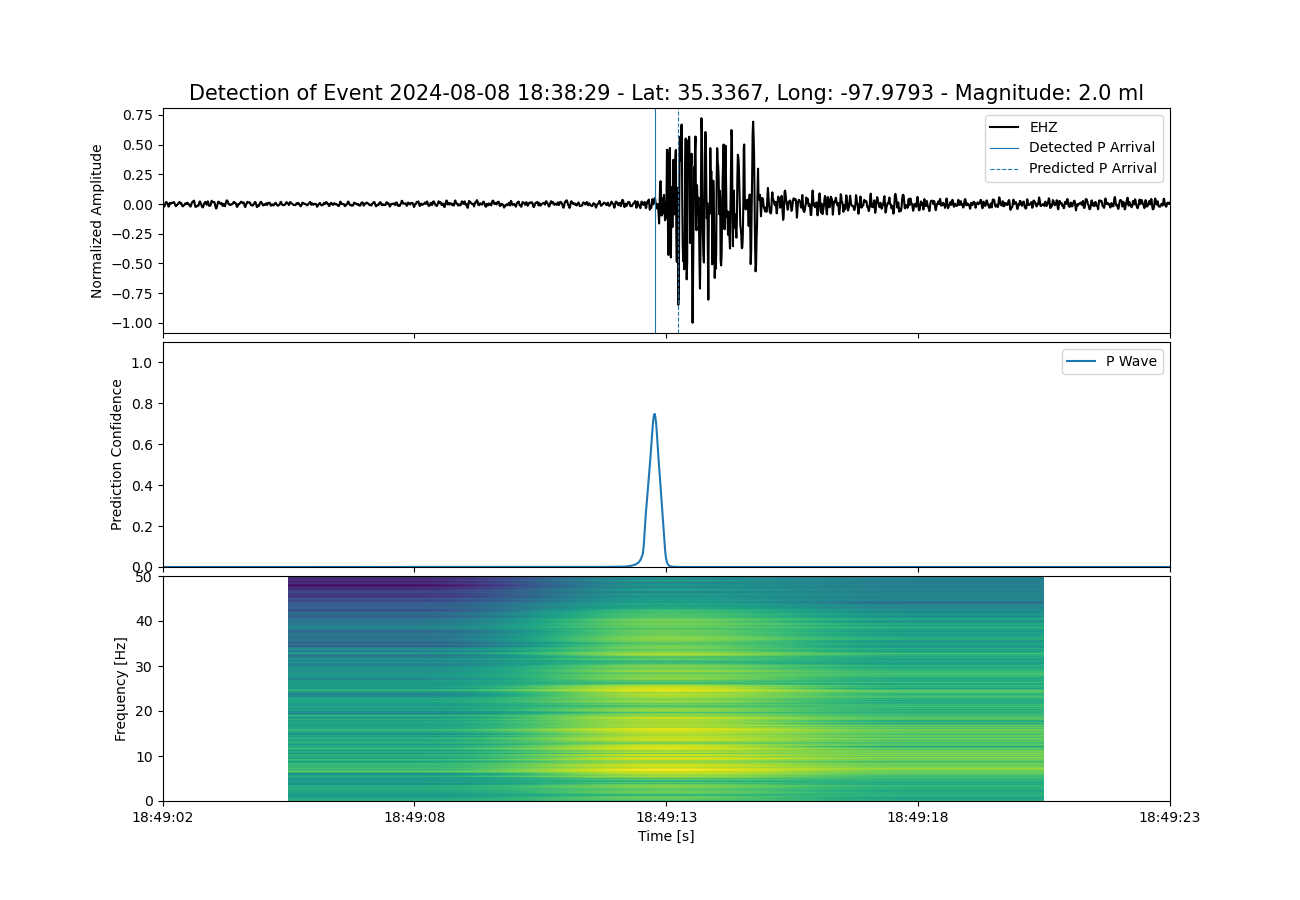 Detection of Event 2024-08-08 18:38:29 - Lat: 35.3367, Long: -97.9793 - Magnitude: 2.0 ml
0.75
0.50
0.25
0.00
−0.25
−0.50
−0.75
−1.00
Normalized Amplitude
EHZ
Detected P Arrival
Predicted P Arrival
1.0
0.8
0.6
0.4
0.2
0.0
Prediction Confidence
P Wave
50
40
30
20
10
0
Frequency [Hz]
18:49:02
18:49:08
18:49:13
18:49:18
18:49:23
Time [s]